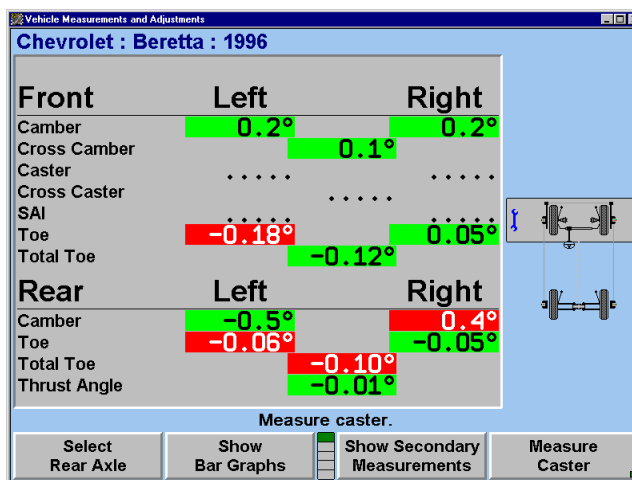 Vehicle Measurements and Adjustments
Chevrolet : Beretta : 1996
Front Left Right
Camber 0.2° 0.2°
Cross Camber 0.1°
Caster ..... .....
Cross Caster .....
SAI ..... .....
Toe -0.18° 0.05°
Total Toe -0.12°
Rear Left Right
Camber -0.5° 0.4°
Toe -0.06° -0.05°
Total Toe -0.10°
Thrust Angle -0.01°
Measure caster.
Select Rear Axle
Show Bar Graphs
Show Secondary Measurements
Measure Caster